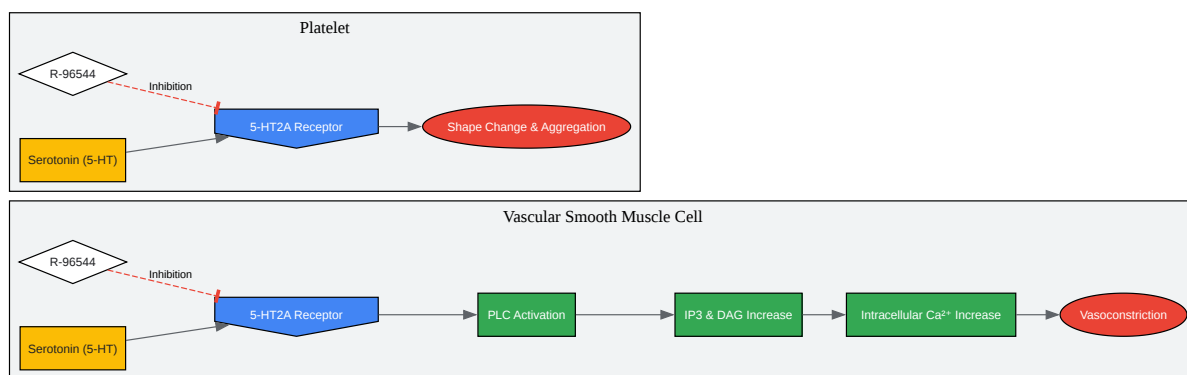 Platelet
R-96544
Inhibition
5-HT2A Receptor
Shape Change & Aggregation
Serotonin (5-HT)
Vascular Smooth Muscle Cell
R-96544
Inhibition
5-HT2A Receptor
PLC Activation
IP3 & DAG Increase
Intracellular Ca²⁺ Increase
Vasoconstriction
Serotonin (5-HT)